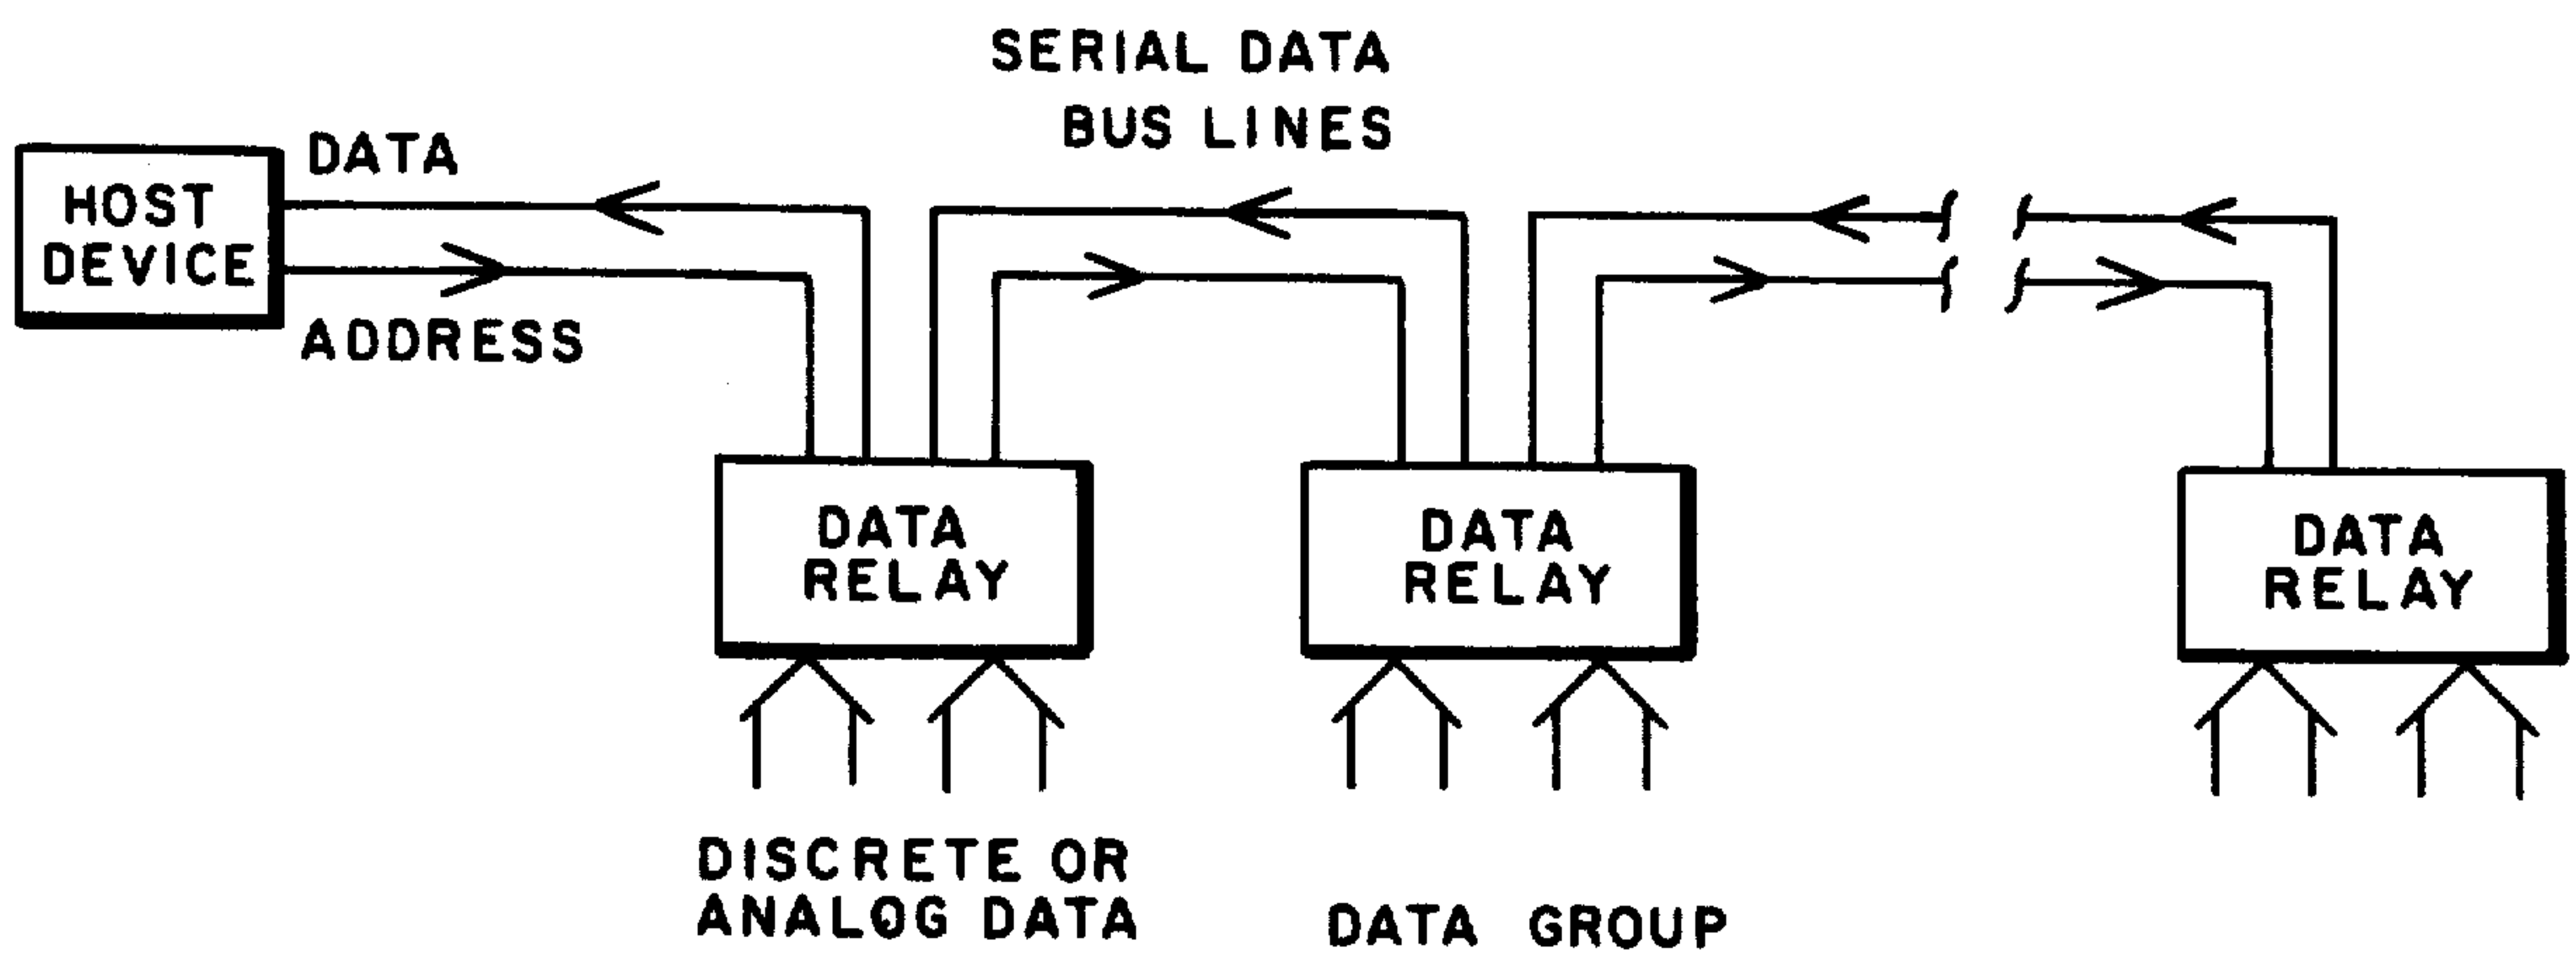 SERIAL DATA
BUS LINES
DATA
HOST
DEVICE
ADDRESS
DATA
RELAY
DATA
RELAY
DATA
RELAY
DISCRETE OR
ANALOG DATA
DATA GROUP